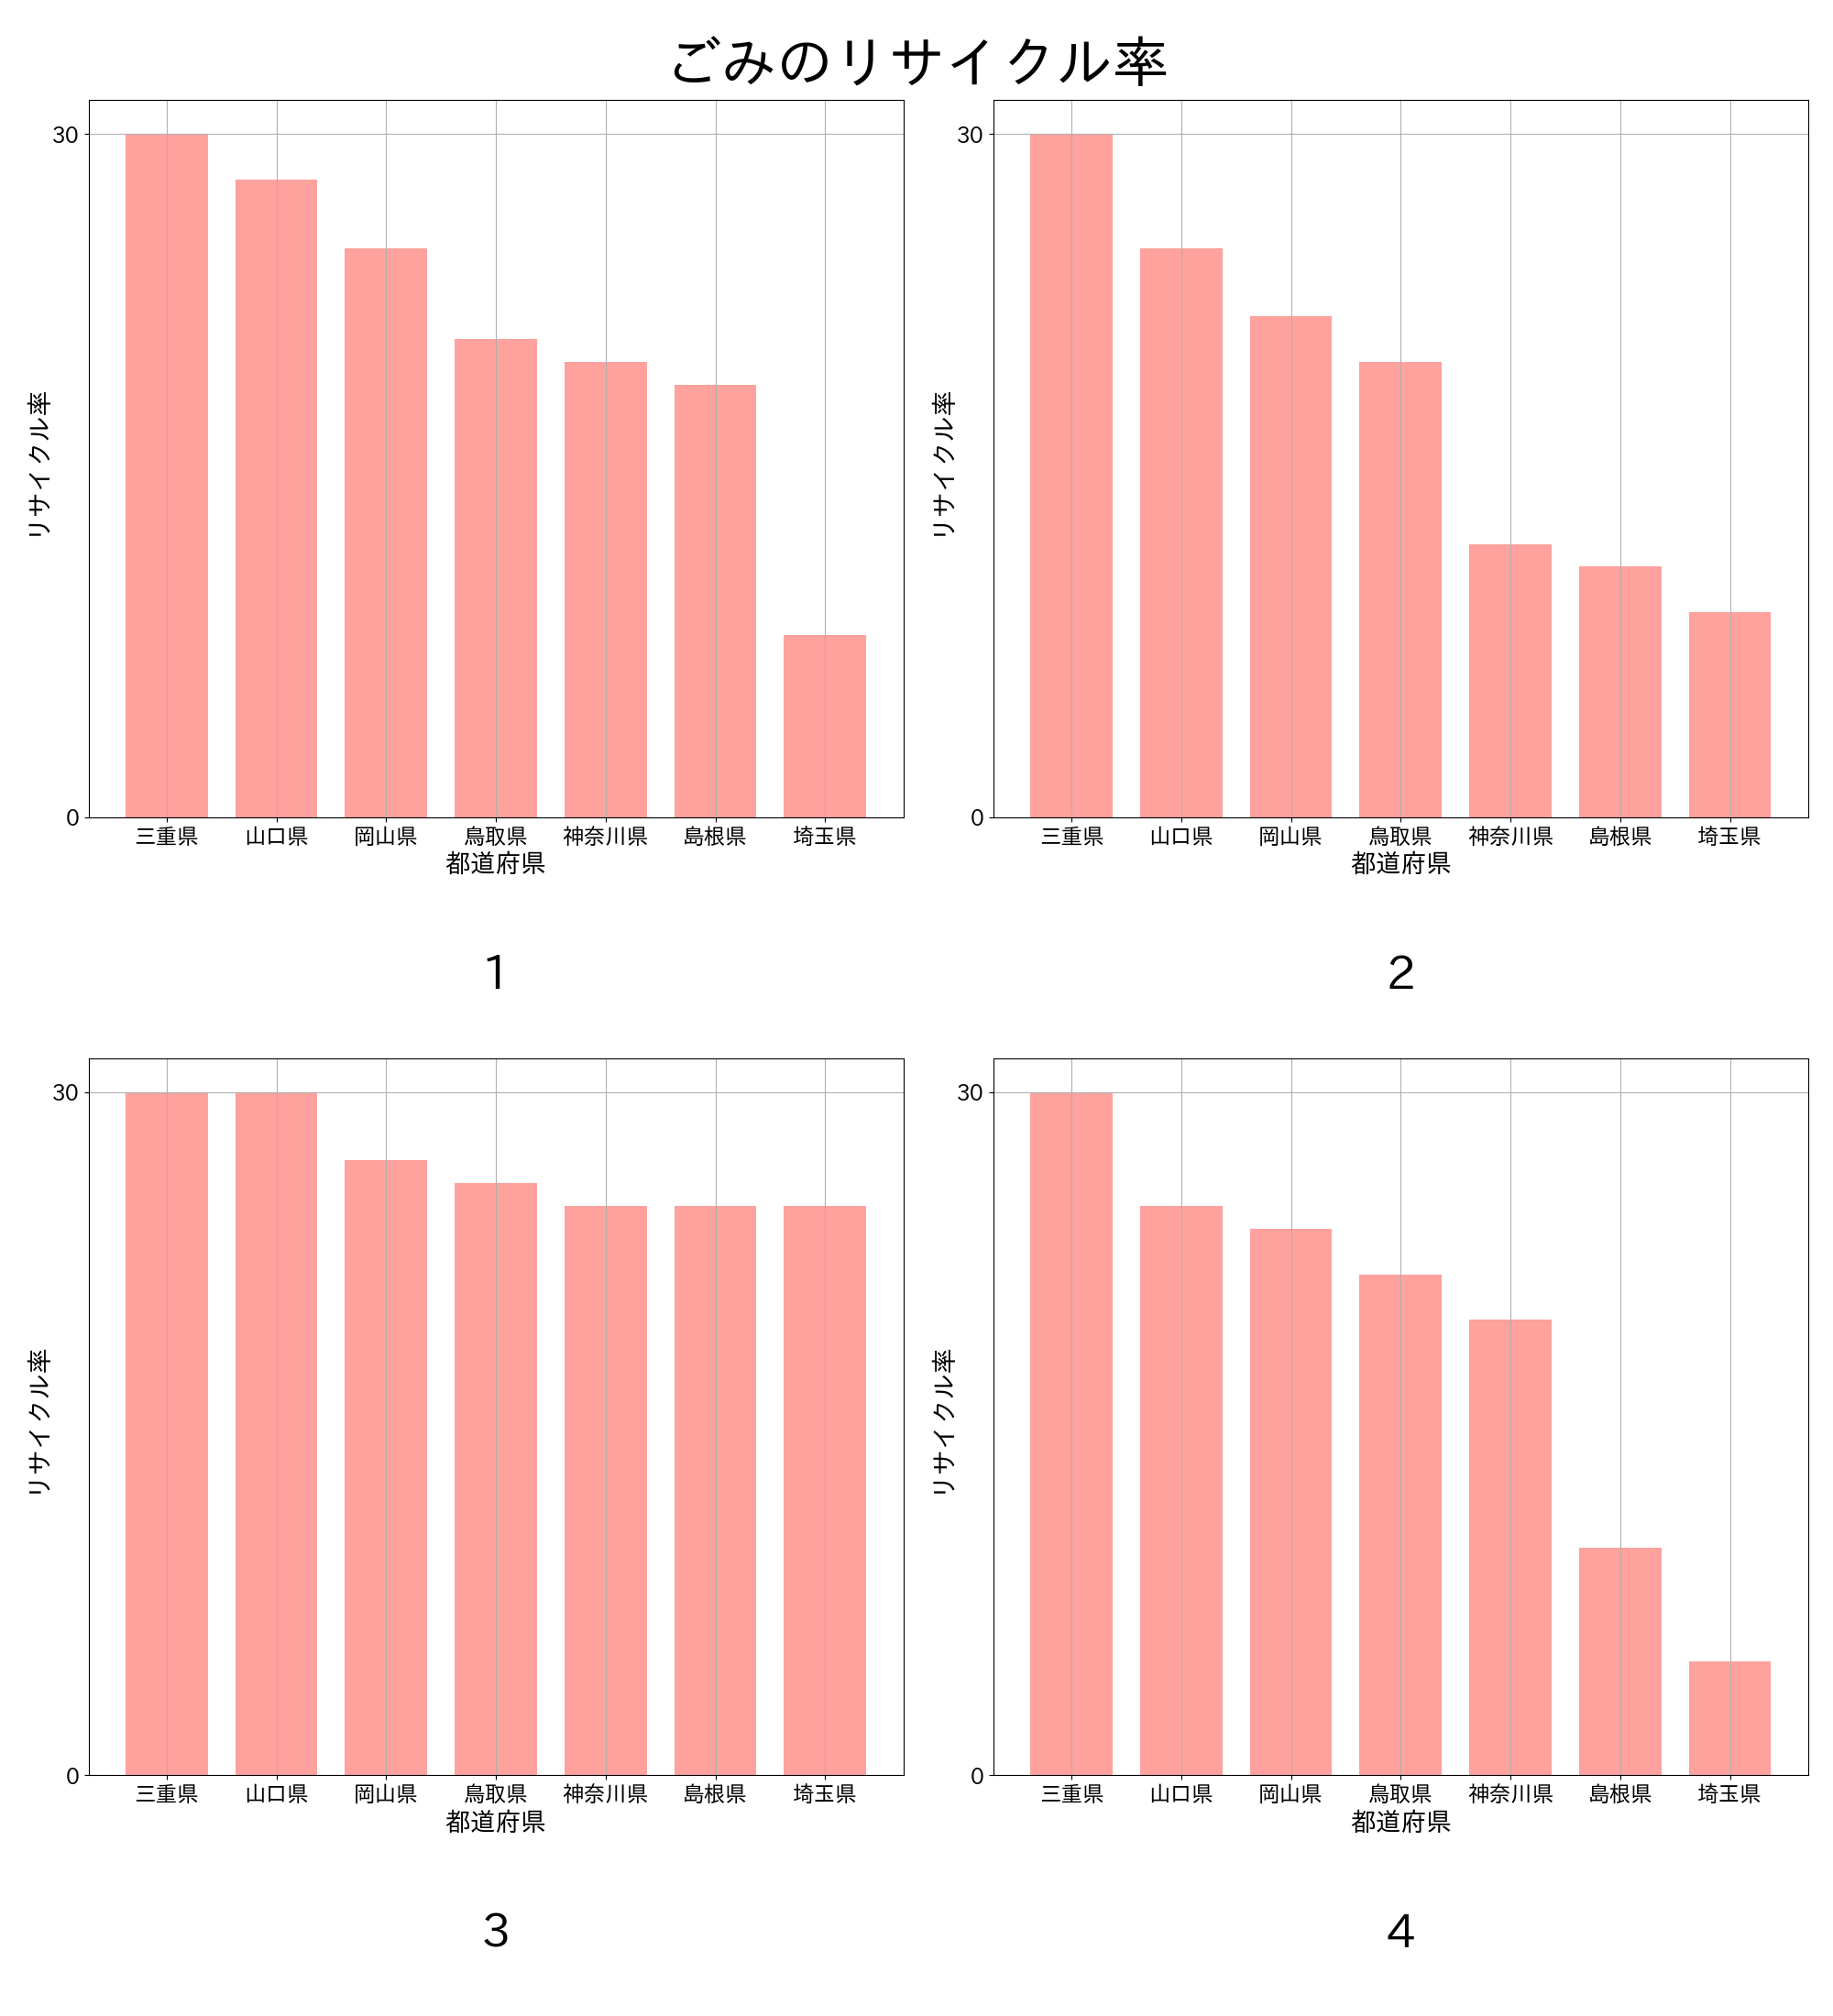 ごみのリサイクル率
30
0
リサイクル率
三重県 山口県 岡山県 鳥取県 神奈川県 島根県 埼玉県
都道府県
1
30
0
リサイクル率
三重県 山口県 岡山県 鳥取県 神奈川県 島根県 埼玉県
都道府県
2
30
0
リサイクル率
三重県 山口県 岡山県 鳥取県 神奈川県 島根県 埼玉県
都道府県
3
30
0
リサイクル率
三重県 山口県 岡山県 鳥取県 神奈川県 島根県 埼玉県
都道府県
4